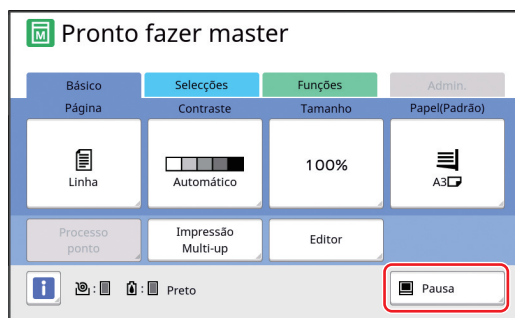 Pronto fazer master
Básico
Selecções
Funções
Admin.
Página
Contraste
Tamanho
Papel(Padrão)
Linha
Automático
100%
A3
Processo
ponto
Impressão
Multi-up
Editor
i
: : Preto
Pausa